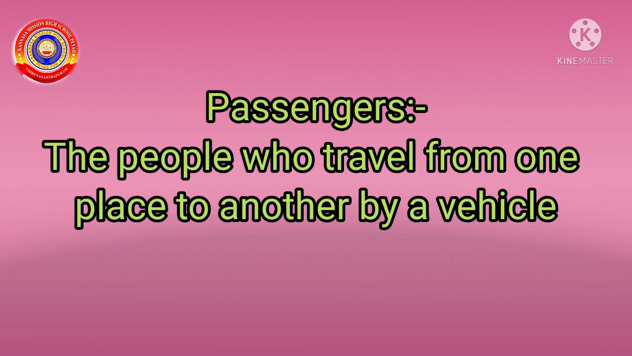 KINEMASTER
Passengers:-
The people who travel from one
place to another by a vehicle